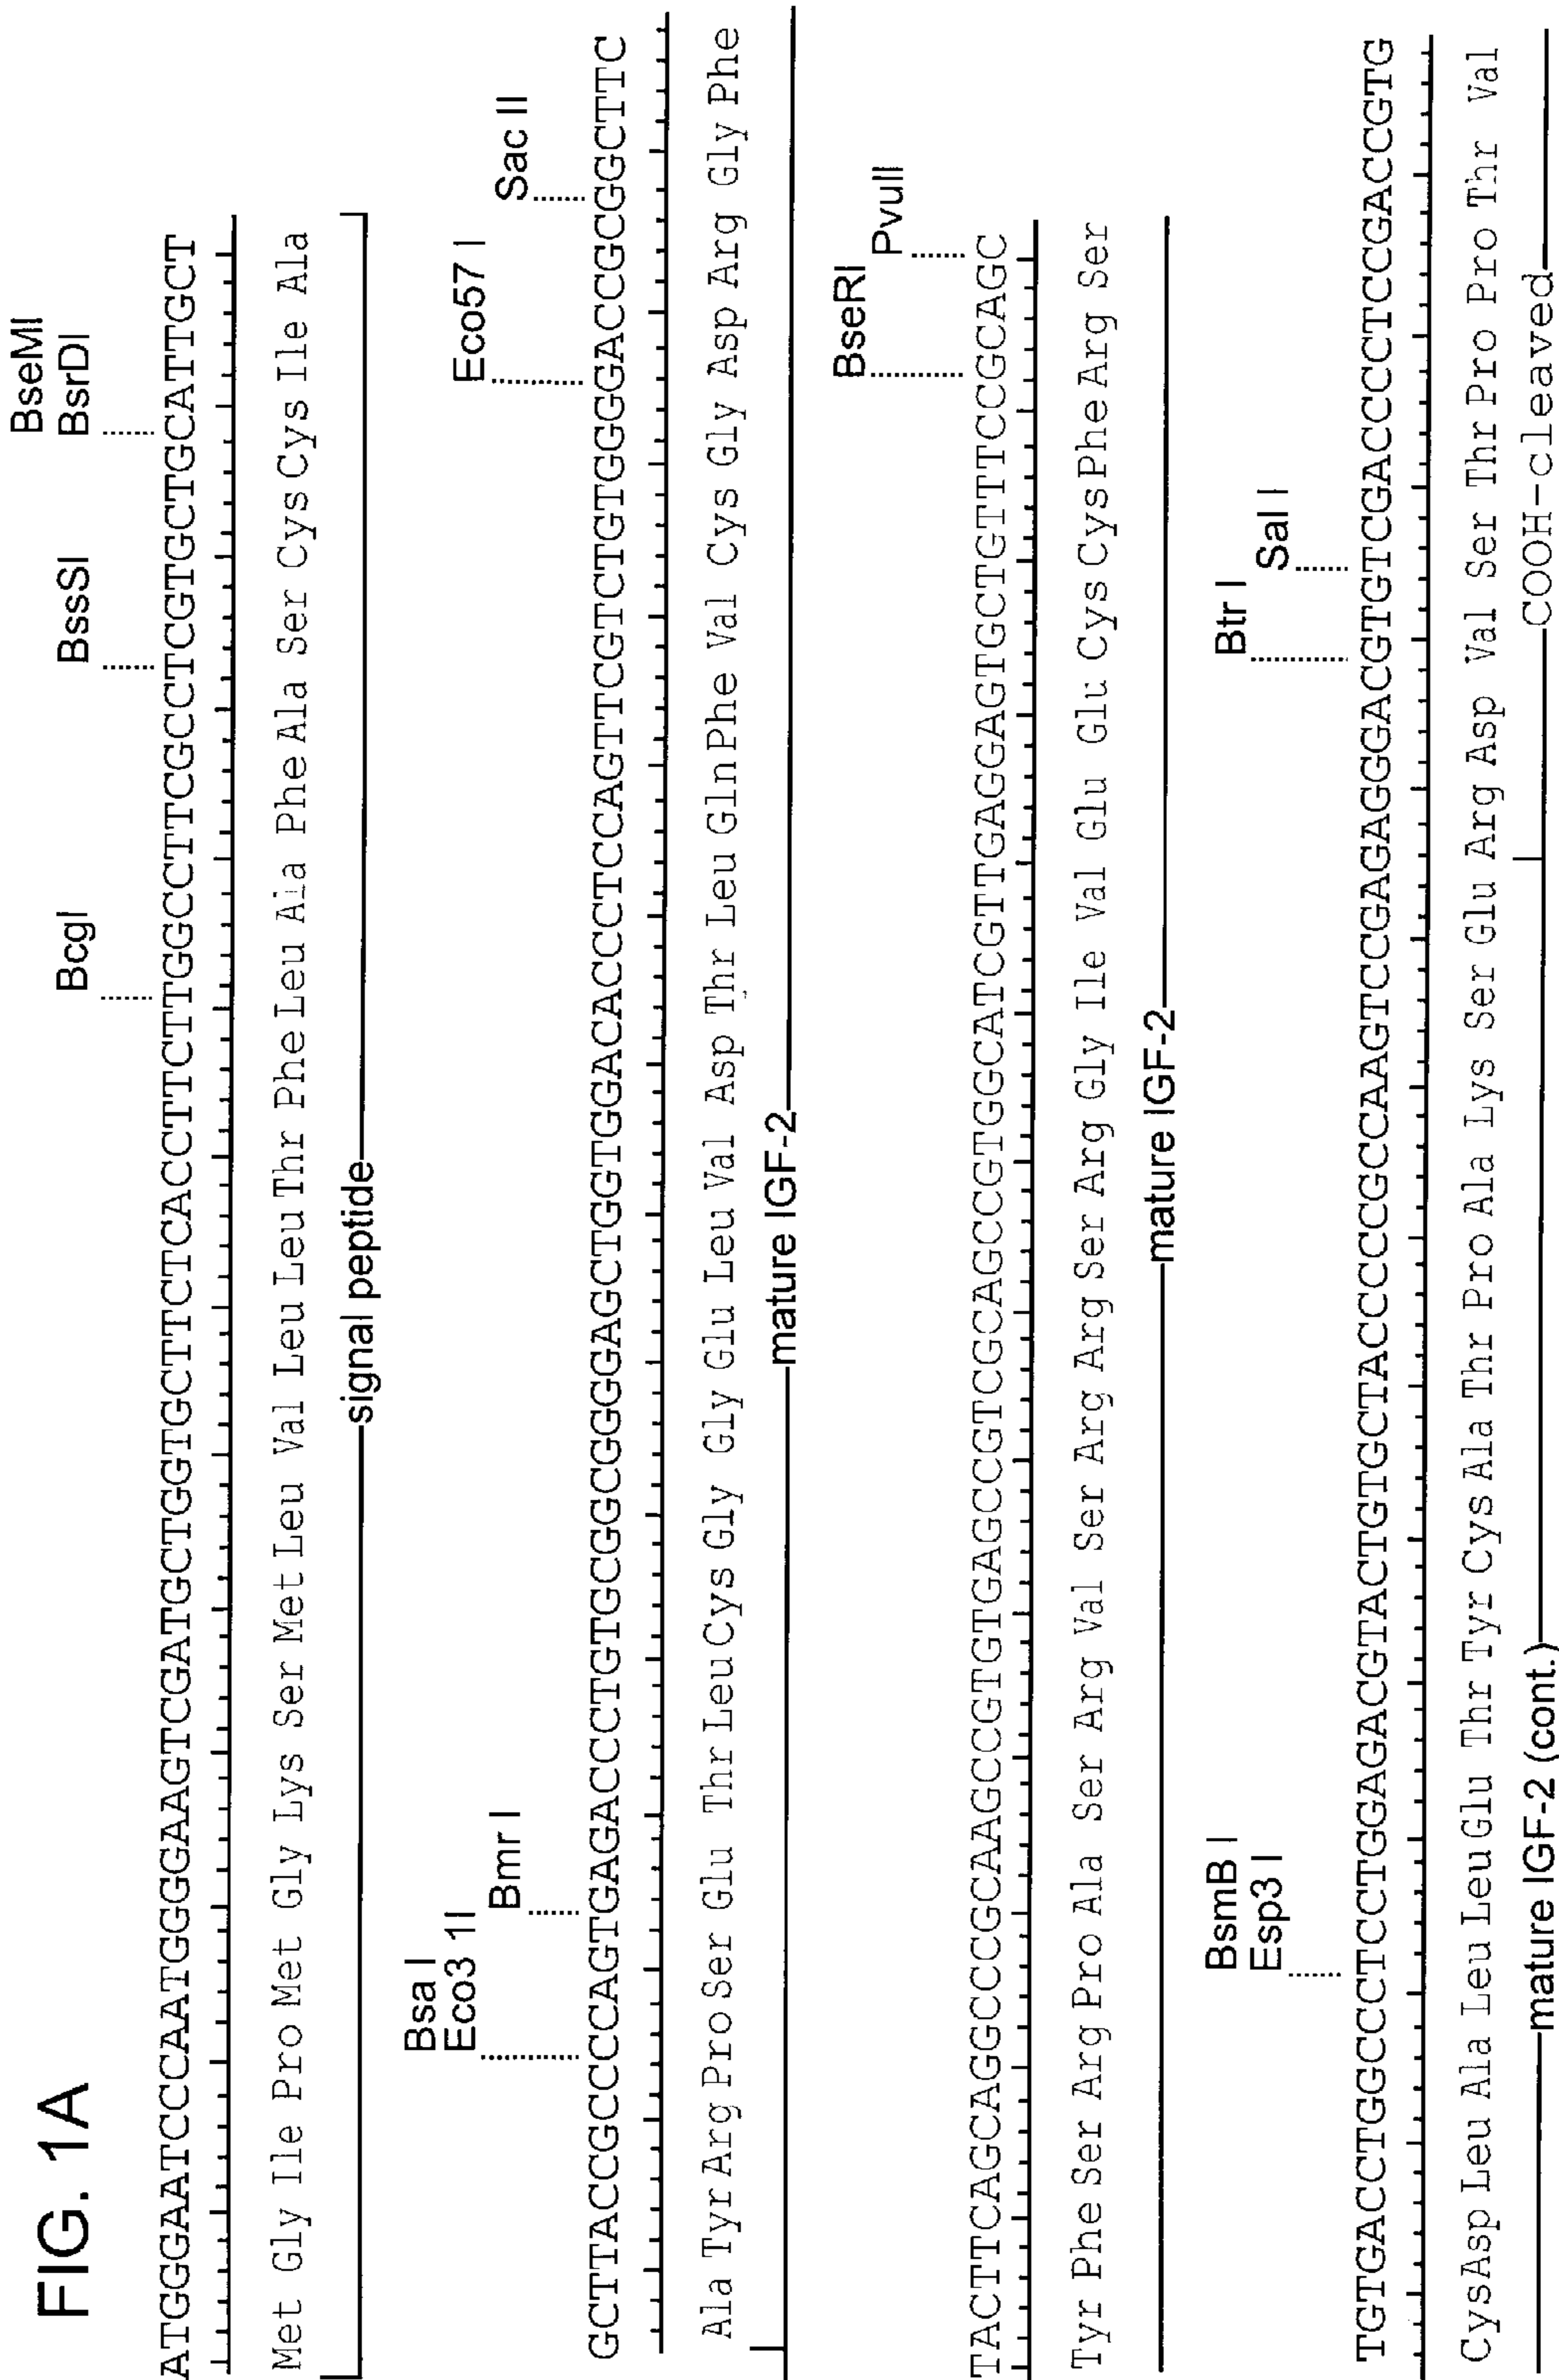 FIG. 1A
BseMI
BcgI BssSI BsrDI
ATGGGAATCCCAATGGGGAAGTCGATGCTGGTGCTTCTCACCTTCTTGGCCTTCGCCTCGTGCTGCATTGCT
Met Gly Ile Pro Met Gly Lys Ser Met Leu Val Leu Leu Thr Phe Leu Ala Phe Ala Ser Cys Cys Ile Ala
signal peptide
Bsa I
Eco3 1I Eco57 I
Bmr I Sac II
GCTTACCGCCCCAGTGAGACCCTGTGCGGCGGGGAGCTGGTGGACACCCTCCAGTTCGTCTGTGGGGACCGCGGCTTC
Ala Tyr Arg Pro Ser Glu Thr Leu Cys Gly Gly Glu Leu Val Asp Thr Leu Gln Phe Val Cys Gly Asp Arg Gly Phe
mature IGF-2
BseRI
PvuII
TACTTCAGCAGGCCCGCAAGCCGTGTGAGCCGTCGCAGCCGTGGCATCGTTGAGGAGTGCTGTTTCCGCAGC
Tyr Phe Ser Arg Pro Ala Ser Arg Val Ser Arg Arg Ser Arg Gly Ile Val Glu Glu Cys Cys Phe Arg Ser
mature IGF-2
BsmB I Btr I
Esp3 I Sal I
TGTGACCTGGCCCTCCTGGAGACGTACTGTGCTACCCCCGCCAAGTCCGAGAGGGACGTGTCGACCCCTCCGACCGTG
Cys Asp Leu Ala Leu Leu Glu Thr Tyr Cys Ala Thr Pro Ala Lys Ser Glu Arg Asp Val Ser Thr Pro Pro Thr Val
mature IGF-2 (cont.) COOH-cleaved